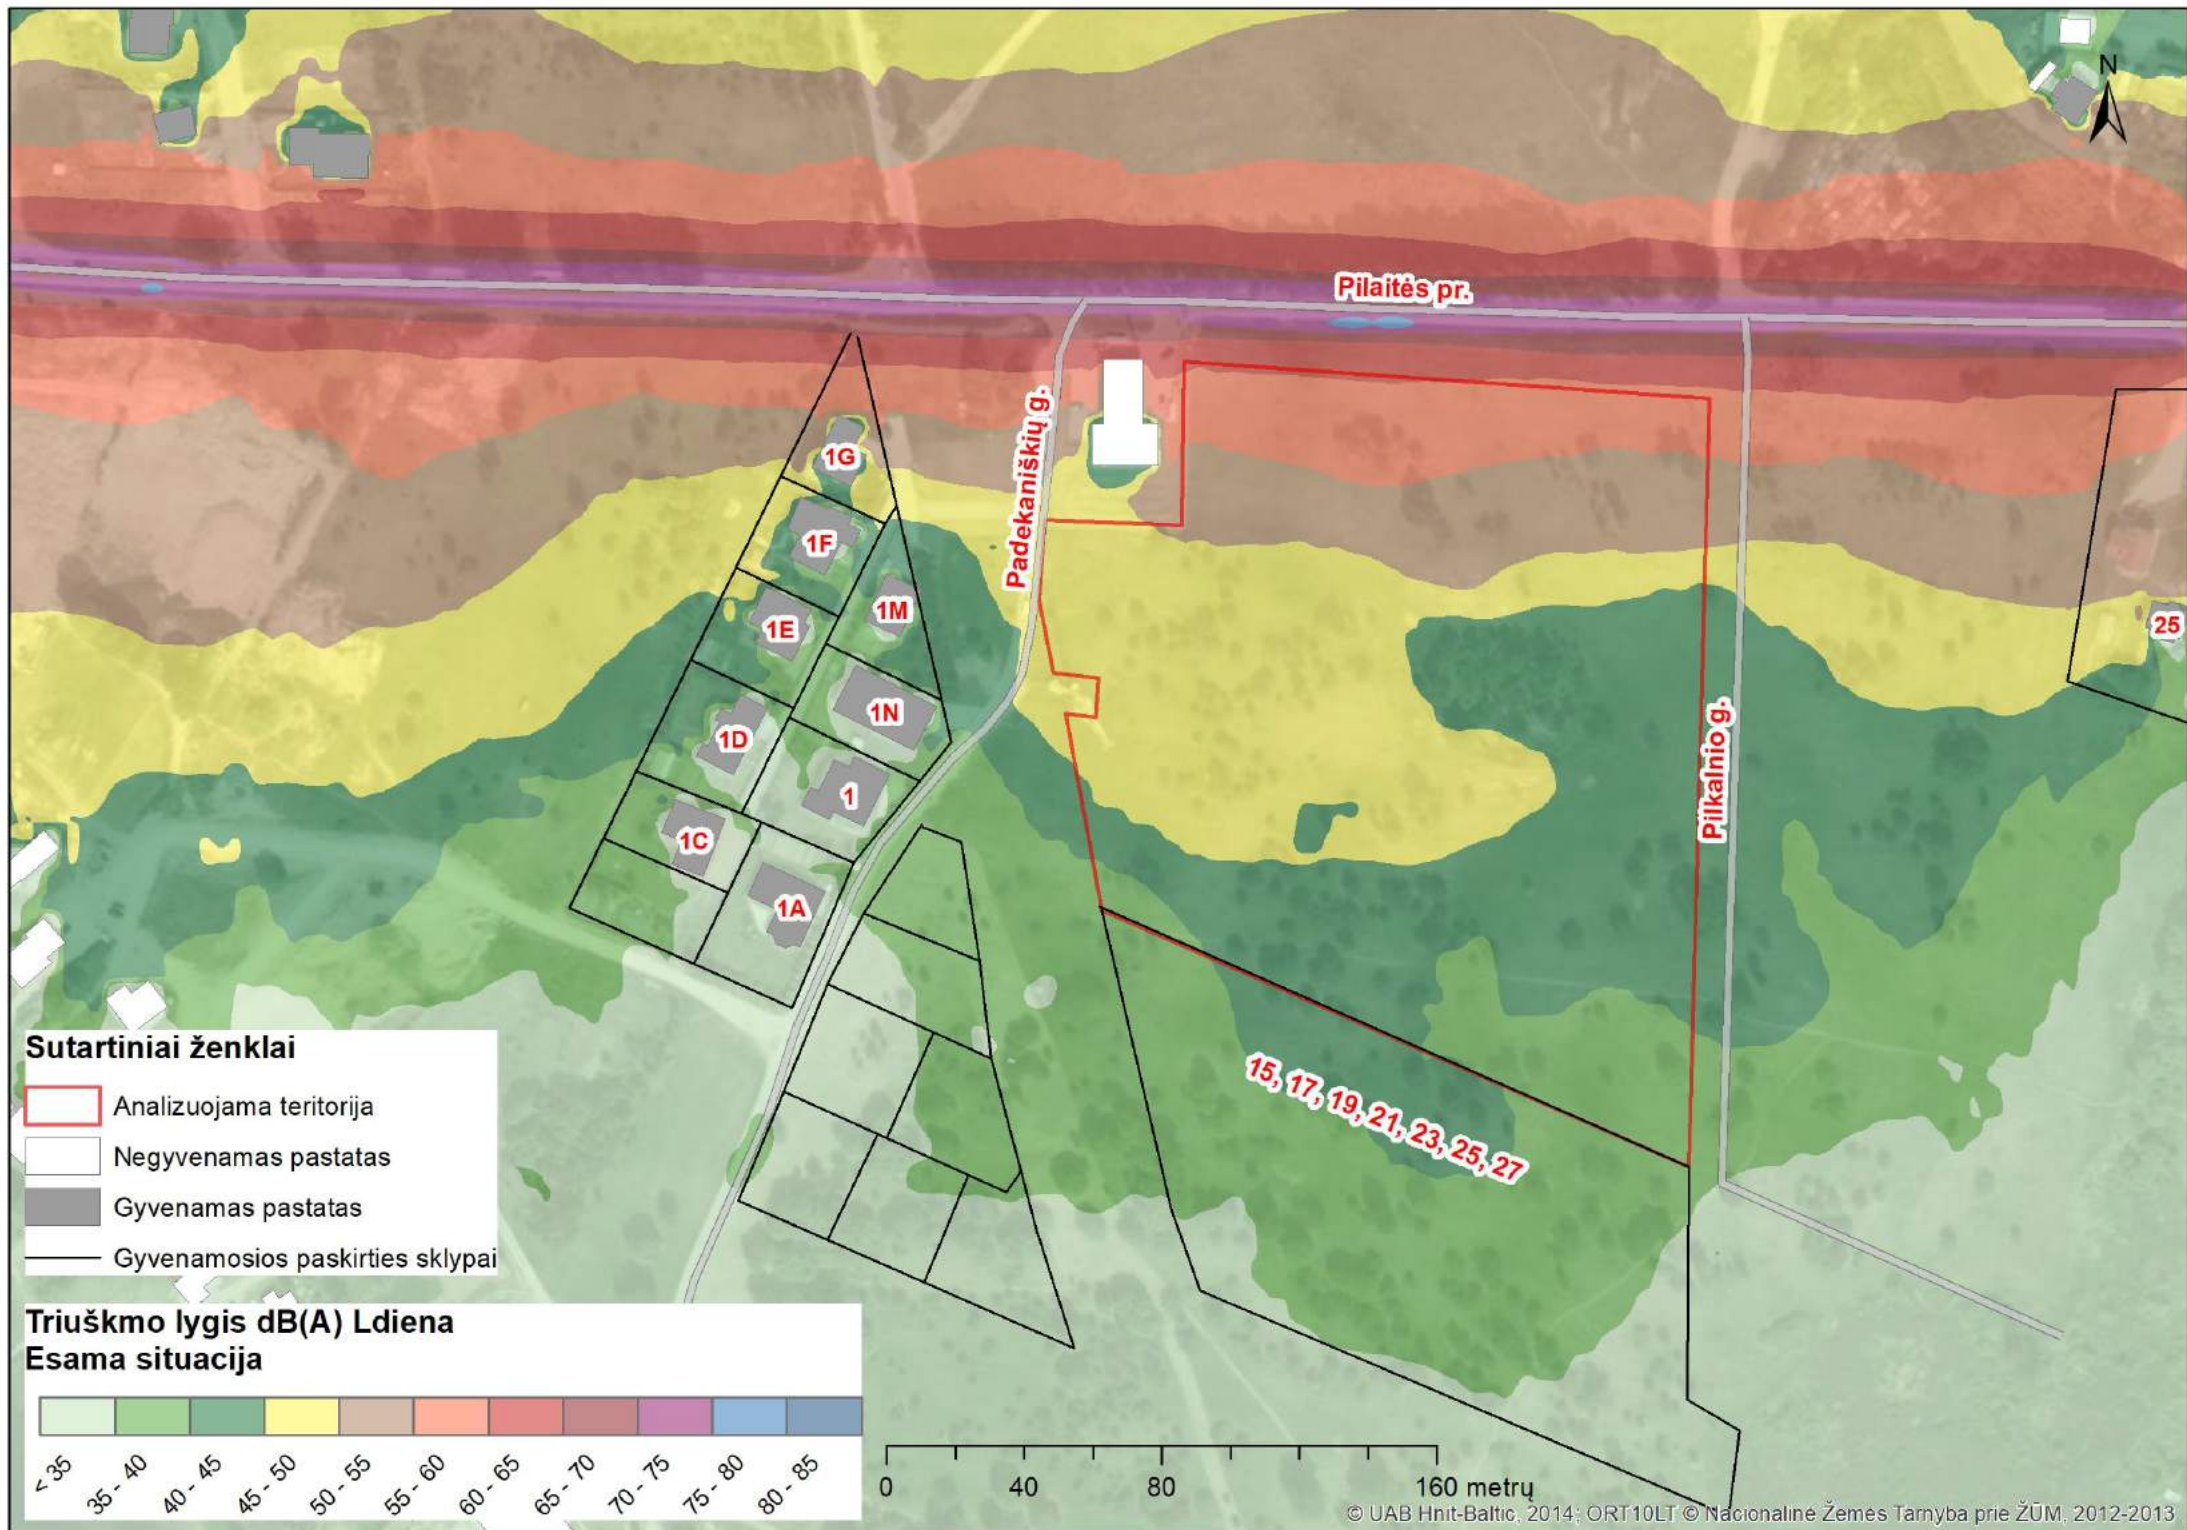 N
Pilaitės pr.
Padekaniškių g.
1G
1F
1E
1M
25
1D
1N
Pilkalnio g.
1
1C
1A
15, 17, 19, 21, 23, 25, 27
Sutartiniai ženklai
Analizuojama teritorija
Negyvenamas pastatas
Gyvenamas pastatas
Gyvenamosios paskirties sklypai
Triuškmo lygis dB(A) Ldiena
Esama situacija
< 35
35 - 40
40 - 45
45 - 50
50 - 55
55 - 60
60 - 65
65 - 70
70 - 75
75 - 80
80 - 85
0 40 80 160 metrų
© UAB Hnit-Baltic, 2014; ORT10LT © Nacionalinė Žemės Tarnyba prie ŽŪM, 2012-2013